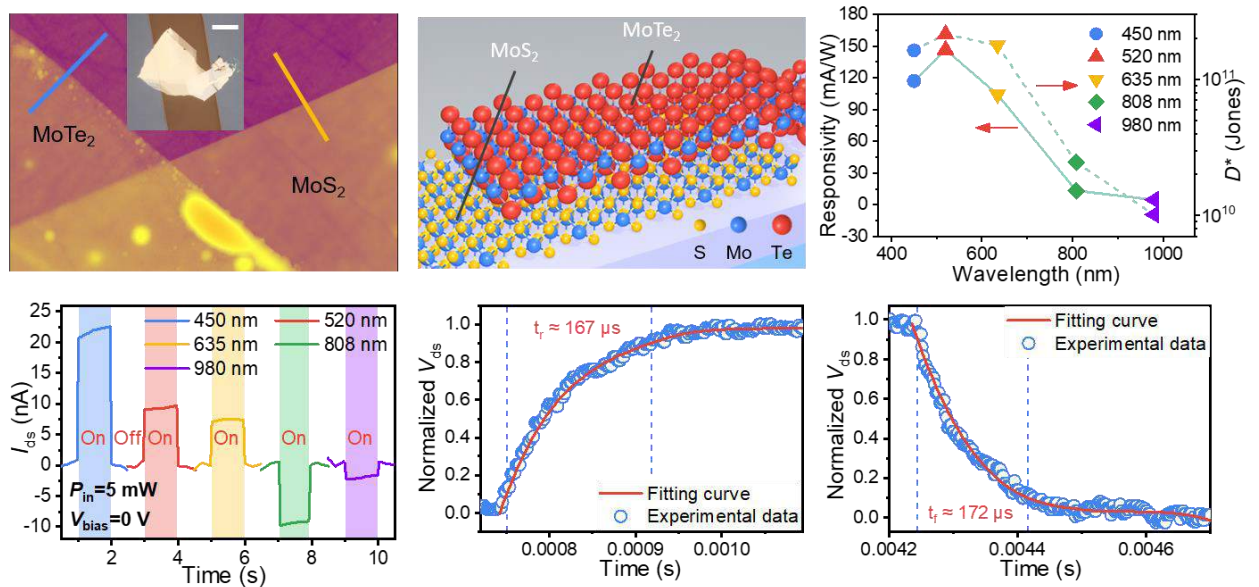 MoTe2
MoS2
MoS2
MoTe2
S Mo Te
Responsivity (mA/W)
180
150
120
90
60
30
0
-30
400 600 800 1000
Wavelength (nm)
450 nm
520 nm
635 nm
808 nm
980 nm
10^11
10^10
D* (Jones)
Ids (nA)
25
20
15
10
5
0
-5
-10
450 nm 520 nm
635 nm 808 nm
980 nm
On Off On On On On
Pin=5 mW
Vbias=0 V
2 4 6 8 10
Time (s)
Normalized Vds
1.0
0.8
0.6
0.4
0.2
0.0
tr ≈ 167 μs
Fitting curve
Experimental data
0.0008 0.0009 0.0010
Time (s)
Normalized Vds
1.0
0.8
0.6
0.4
0.2
0.0
Fitting curve
Experimental data
tf ≈ 172 μs
0.0042 0.0044 0.0046
Time (s)